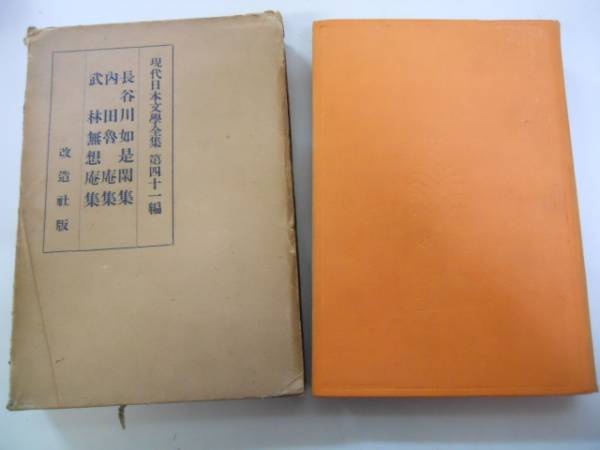 現代日本文學全集 第四十一編
長谷川如是閑集
內田魯庵集
武林無想庵集
改造社版